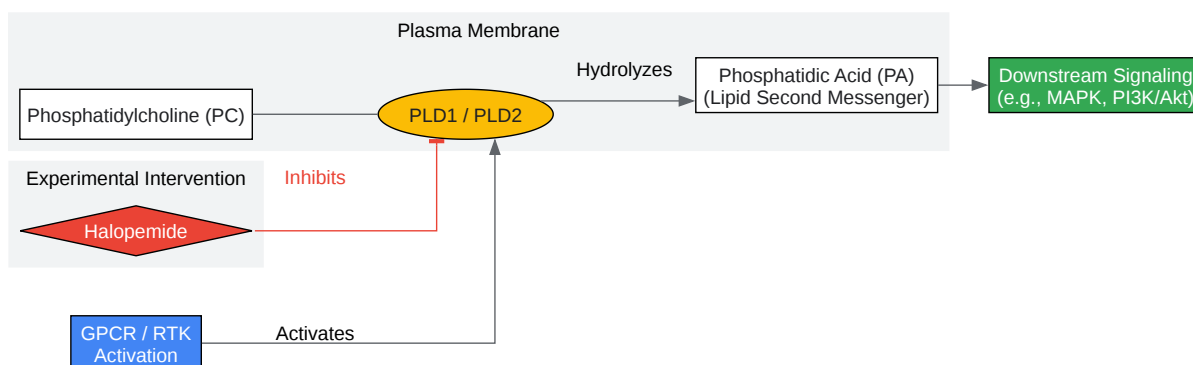 Plasma Membrane
Hydrolyzes
Phosphatidylcholine (PC)
PLD1 / PLD2
Phosphatidic Acid (PA)
(Lipid Second Messenger)
Downstream Signaling
(e.g., MAPK, PI3K/Akt)
Experimental Intervention
Inhibits
Halopemide
GPCR / RTK
Activation
Activates